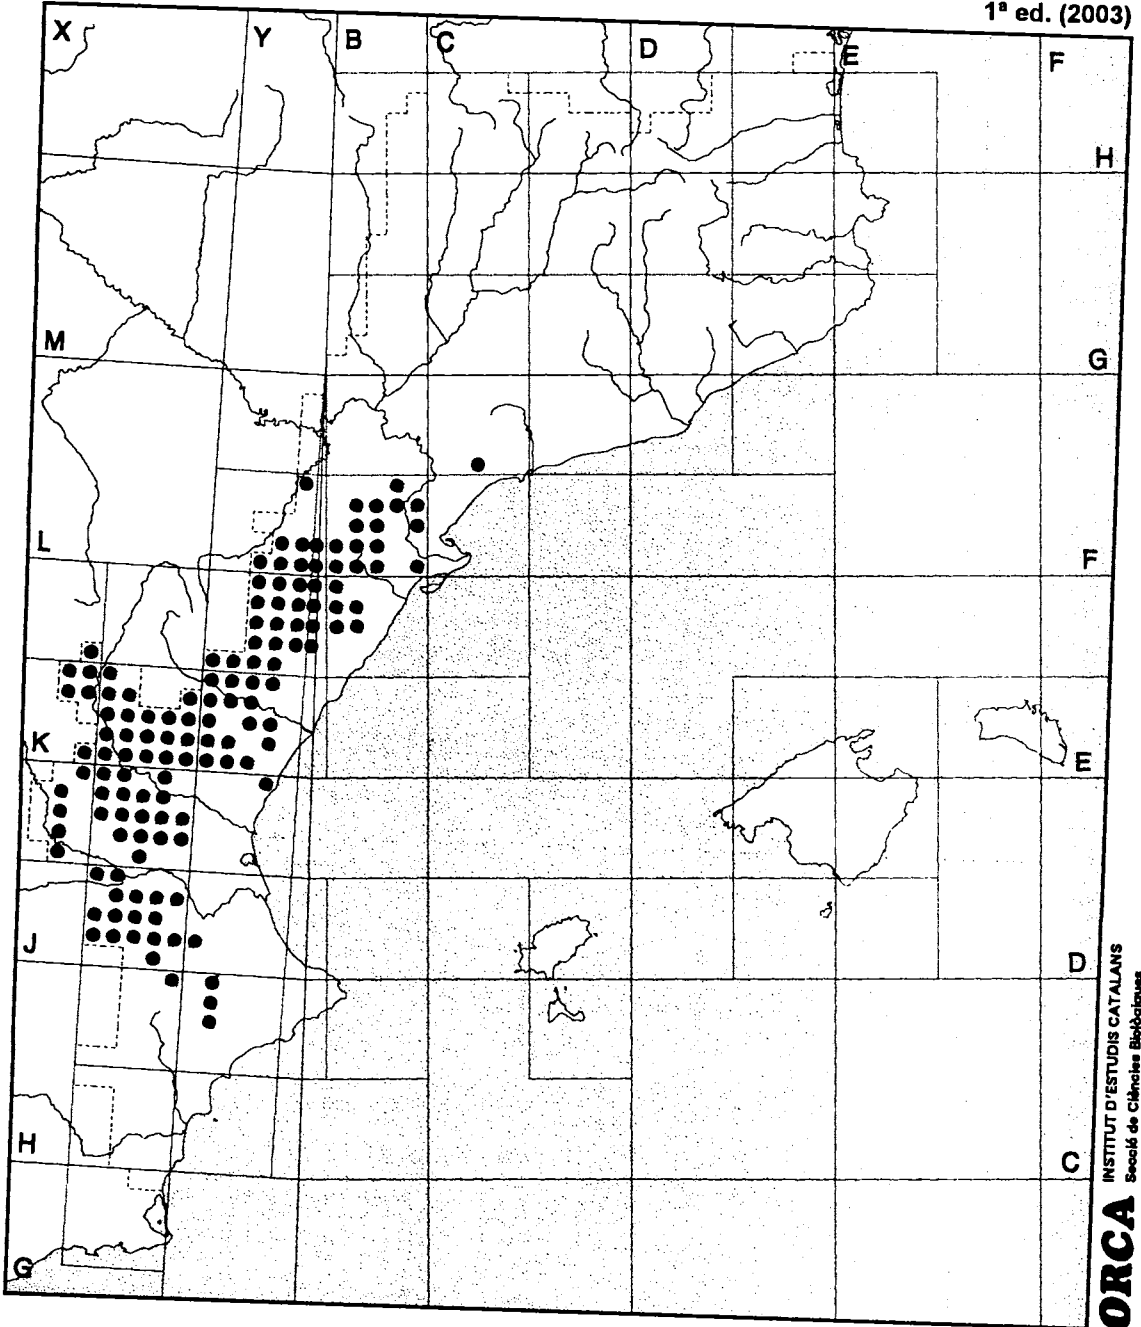 1ª ed. (2003)
X Y B C D E F
H
M G
L F
K E
J D
H C
G
ORCA INSTITUT D'ESTUDIS CATALANS
Secció de Ciències Biològiques